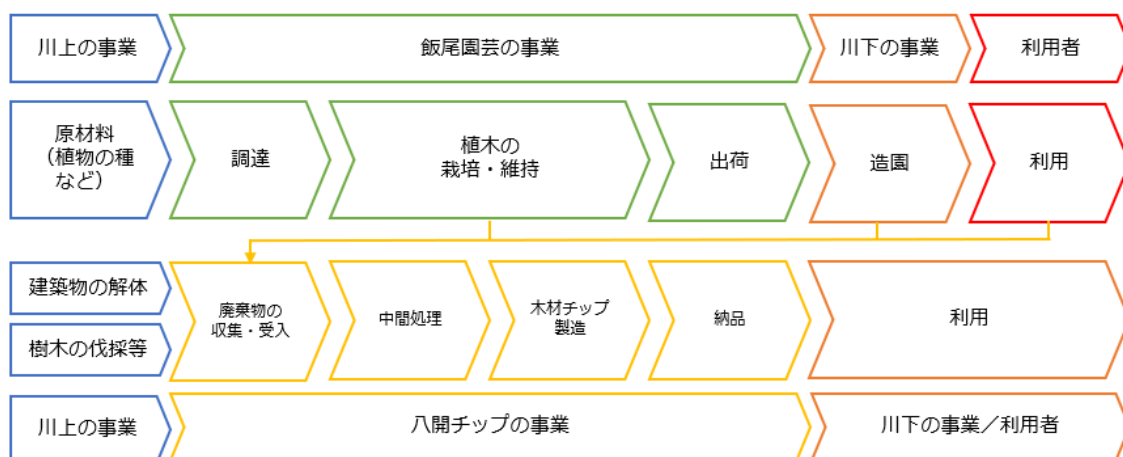 川上の事業
飯尾園芸の事業
川下の事業
利用者
原材料
(植物の種
など)
調達
植木の
栽培・維持
出荷
造園
利用
建築物の解体
樹木の伐採等
廃棄物の
収集・受入
中間処理
木材チップ
製造
納品
利用
川上の事業
八開チップの事業
川下の事業/利用者